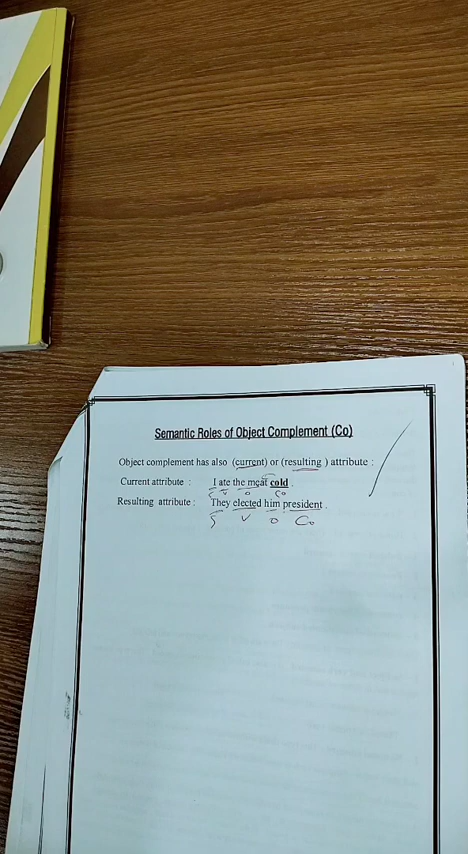 Semantic Roles of Object Complement (Co)
Object complement has also (current) or (resulting ) attribute :
Current attribute : I ate the meat cold .
S V O Co
Resulting attribute : They elected him president .
S V O Co